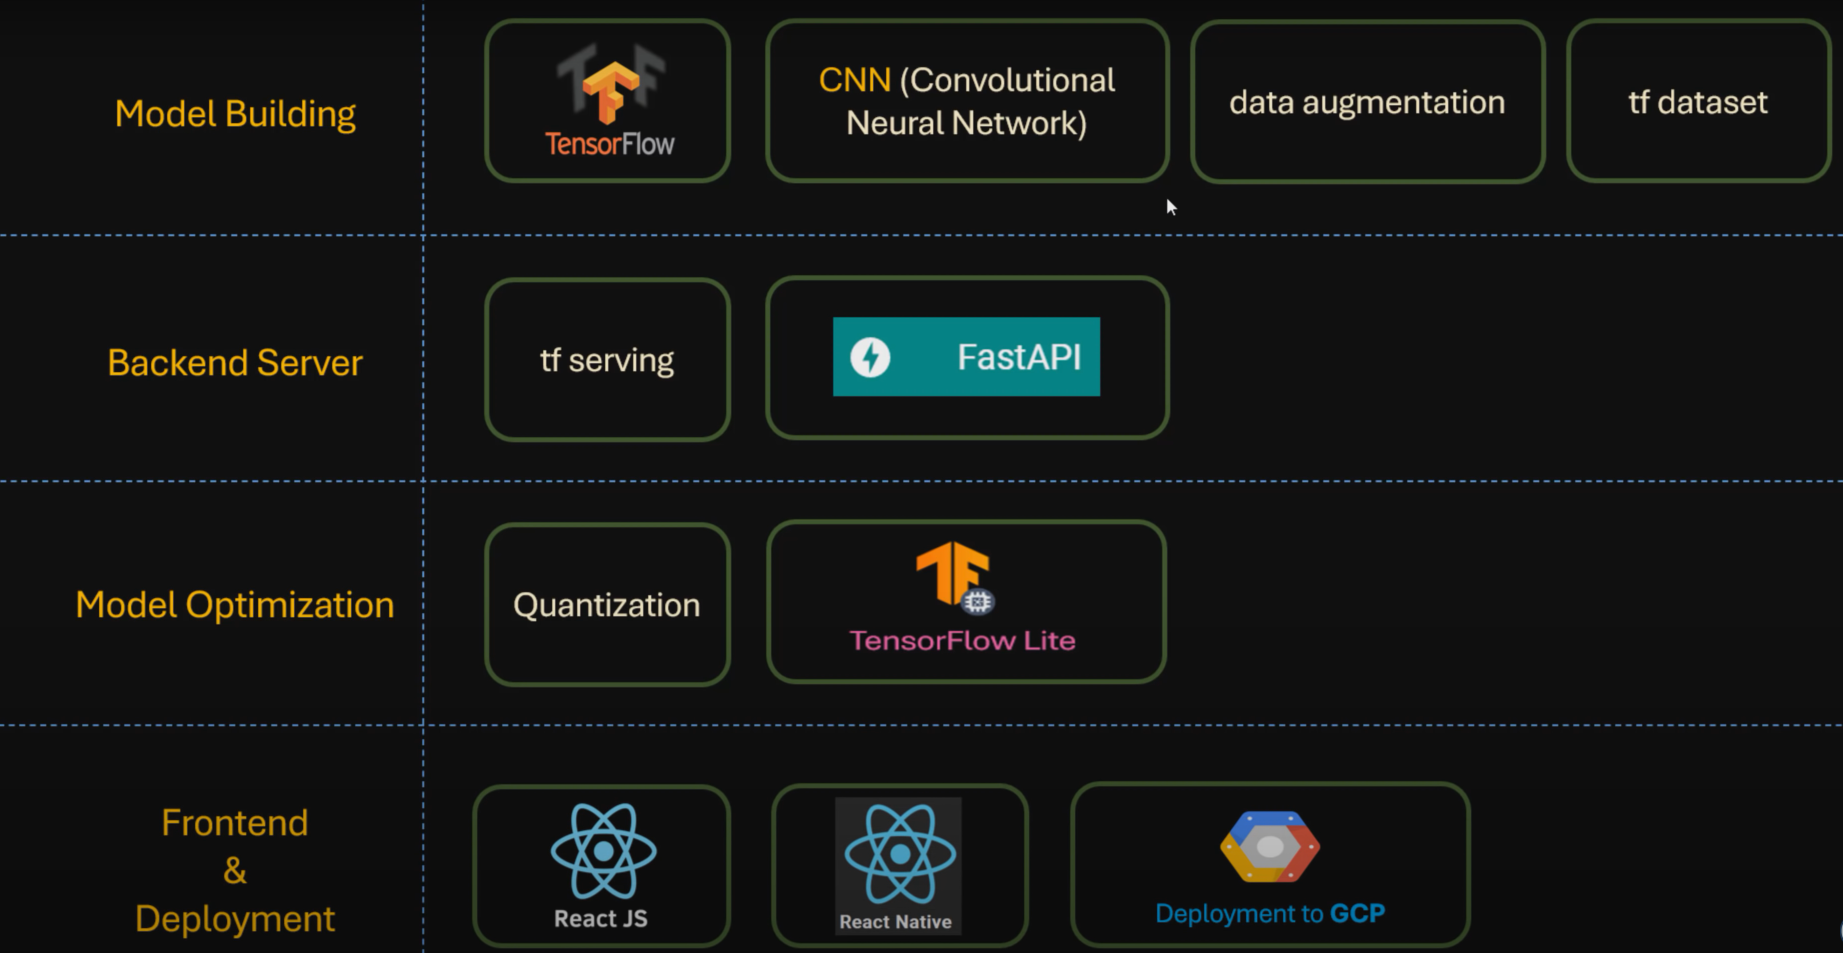 Model Building
TensorFlow
CNN (Convolutional
Neural Network)
data augmentation
tf dataset
Backend Server
tf serving
FastAPI
Model Optimization
Quantization
TensorFlow Lite
Frontend
&
Deployment
React JS
React Native
Deployment to GCP